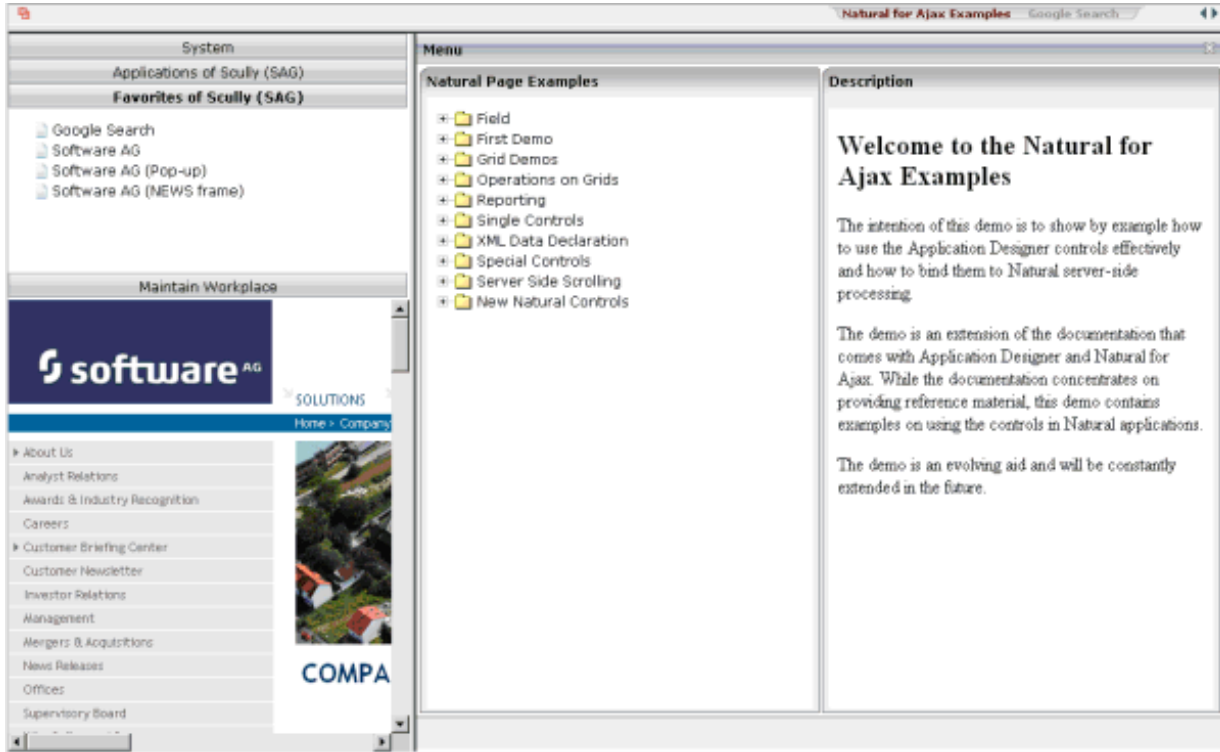 Natural for Ajax Examples Google Search
System
Applications of Scully (SAG)
Favorites of Scully (SAG)
Google Search
Software AG
Software AG (Pop-up)
Software AG (NEWS frame)
Maintain Workplace
software AG
SOLUTIONS
Home > Company
About Us
Analyst Relations
Awards & Industry Recognition
Careers
Customer Briefing Center
Customer Newsletter
Investor Relations
Management
Mergers & Acquisitions
News Releases
Offices
Supervisory Board
COMPA
Menu
Natural Page Examples
Field
First Demo
Grid Demos
Operations on Grids
Reporting
Single Controls
XML Data Declaration
Special Controls
Server Side Scrolling
New Natural Controls
Description
Welcome to the Natural for
Ajax Examples
The intention of this demo is to show by example how
to use the Application Designer controls effectively
and how to bind them to Natural server-side
processing.
The demo is an extension of the documentation that
comes with Application Designer and Natural for
Ajax. While the documentation concentrates on
providing reference material, this demo contains
examples on using the controls in Natural applications.
The demo is an evolving aid and will be constantly
extended in the future.